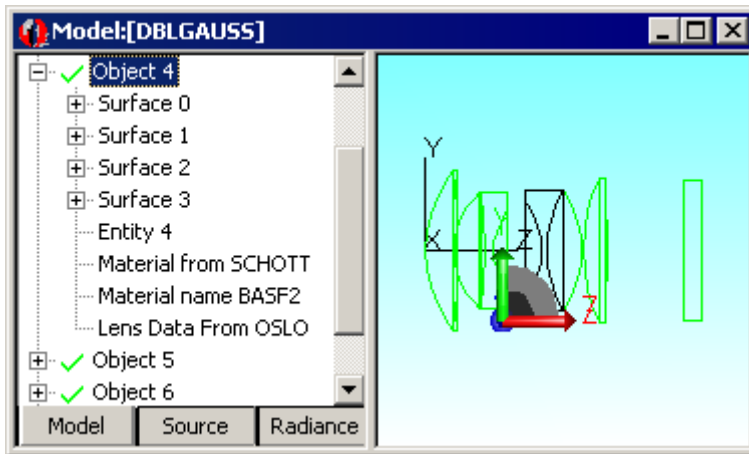 Model:[DBLGAUSS]
Object 4
Surface 0
Surface 1
Surface 2
Surface 3
Entity 4
Material from SCHOTT
Material name BASF2
Lens Data From OSLO
Object 5
Object 6
Model Source Radiance
Y
X Z
Y
Z